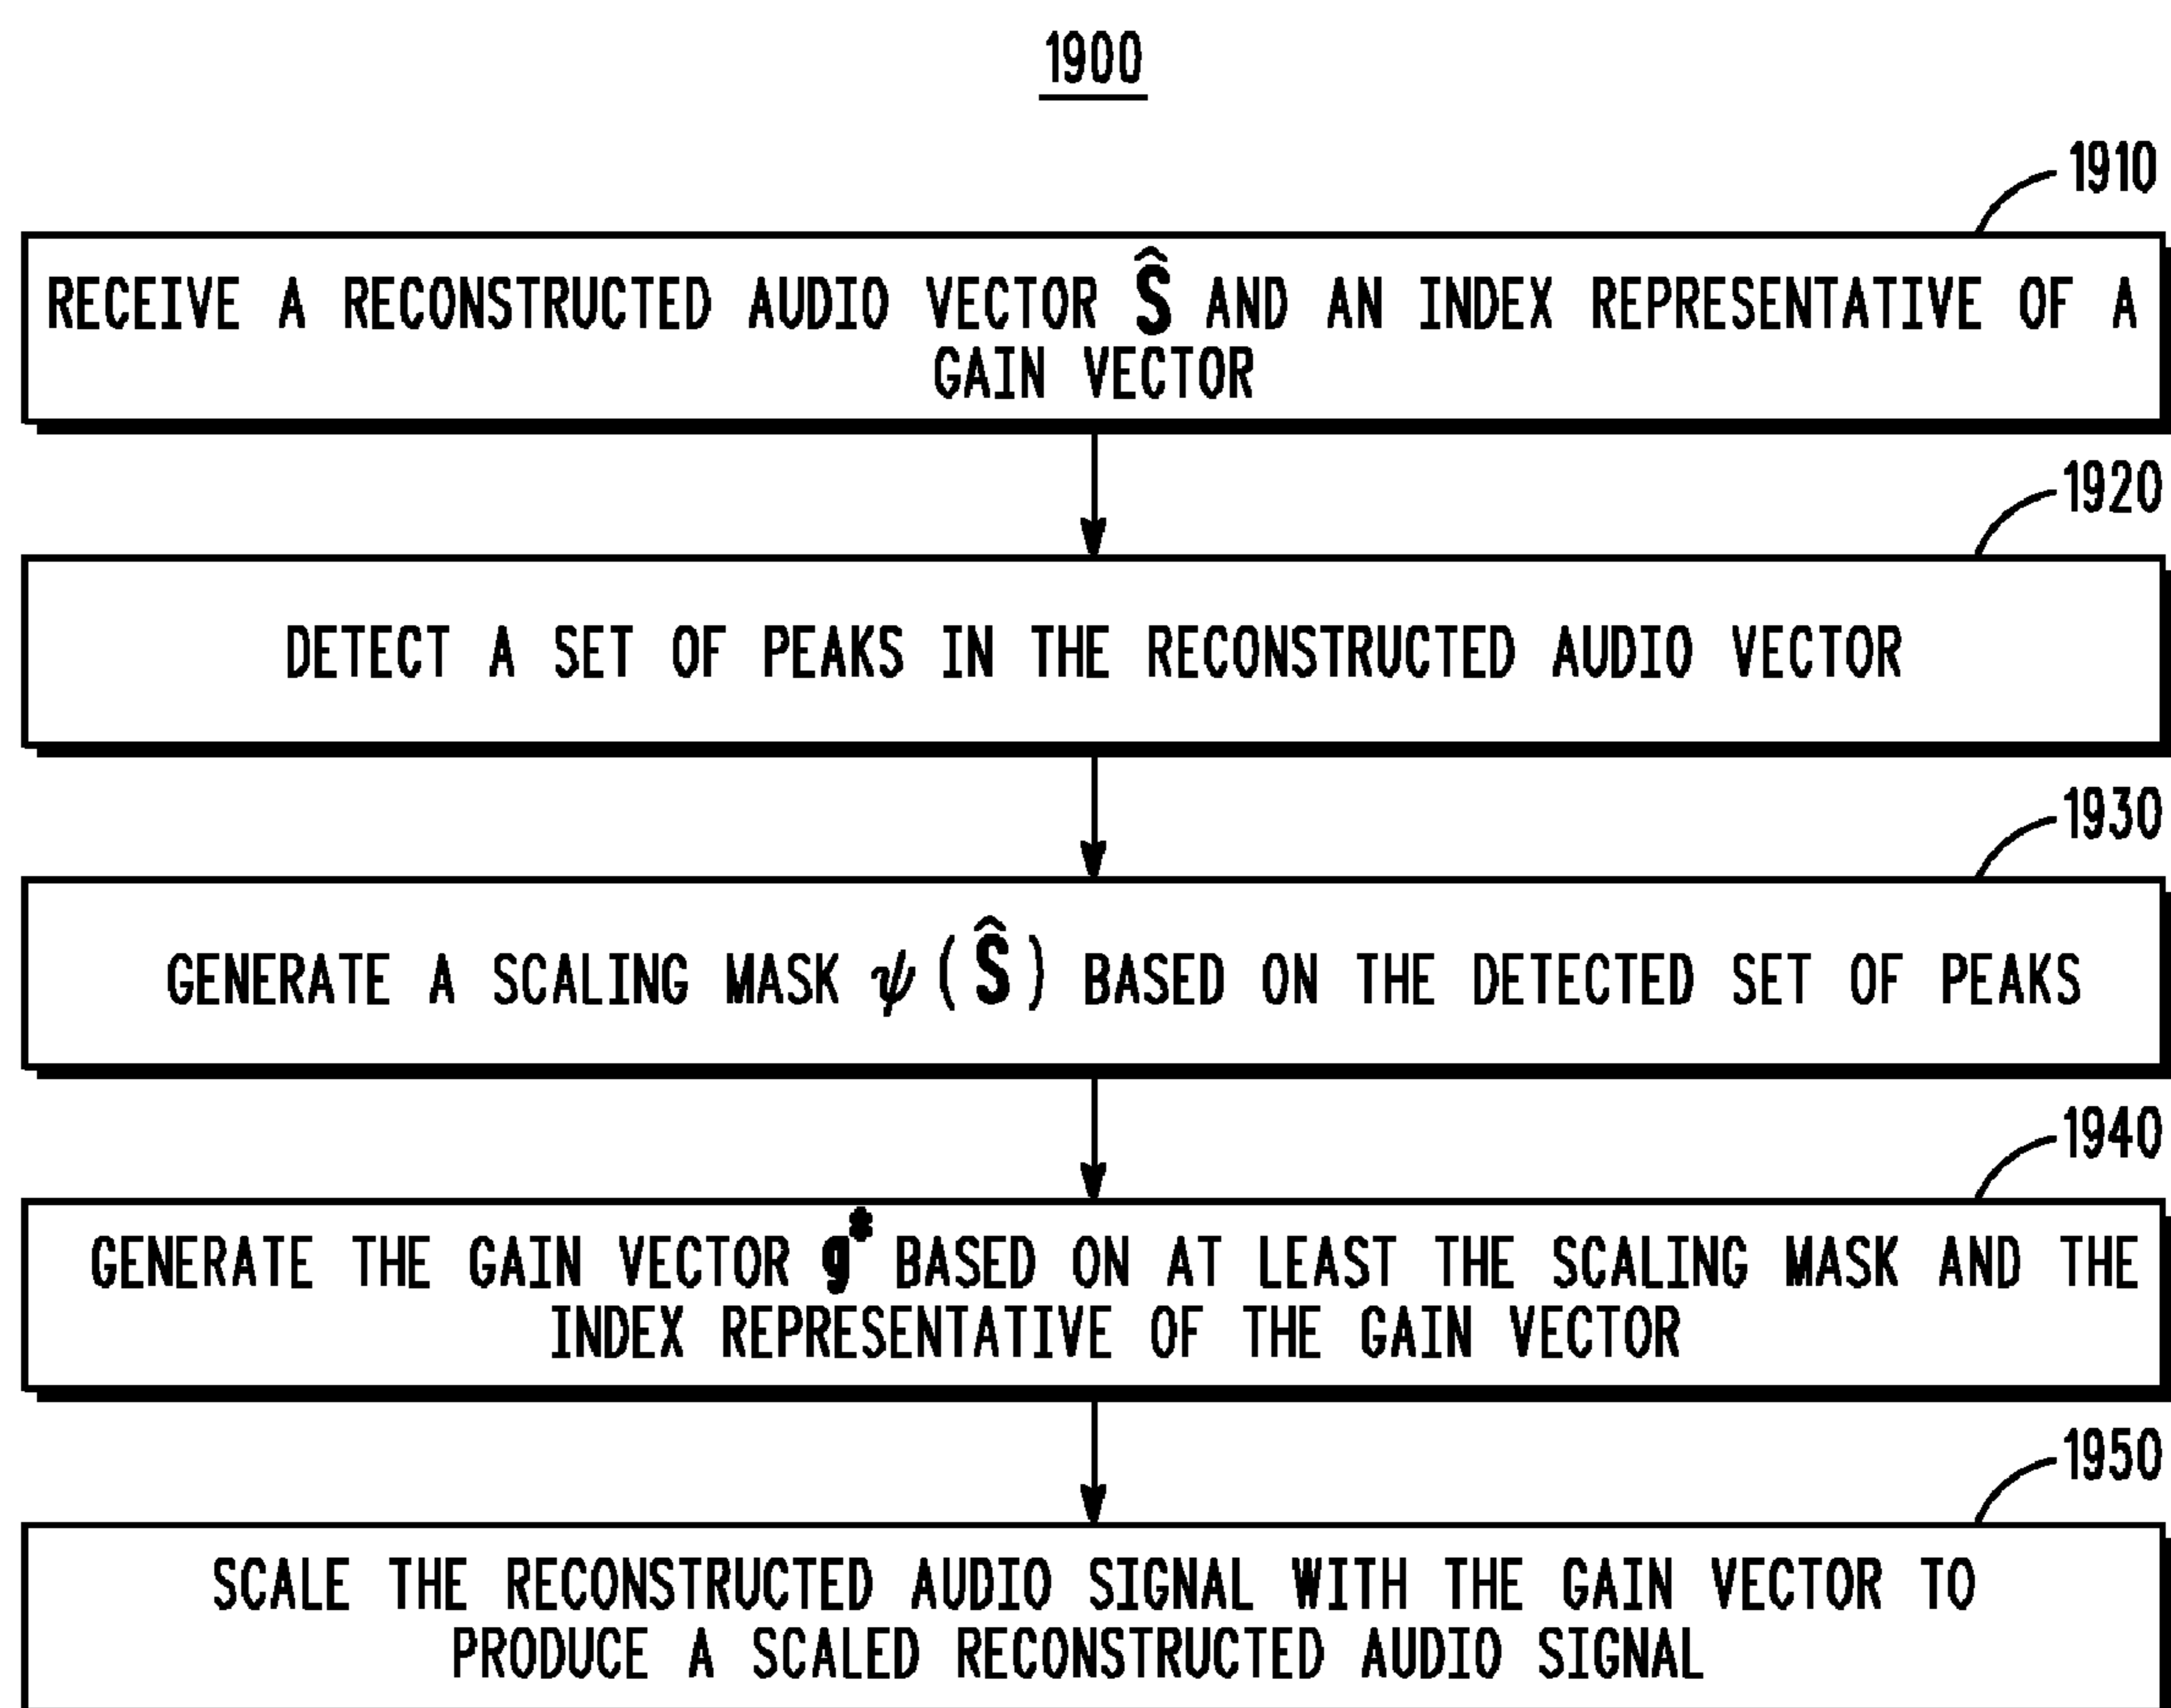 1900
1910
RECEIVE A RECONSTRUCTED AUDIO VECTOR Ŝ AND AN INDEX REPRESENTATIVE OF A
GAIN VECTOR
1920
DETECT A SET OF PEAKS IN THE RECONSTRUCTED AUDIO VECTOR
1930
GENERATE A SCALING MASK ψ (Ŝ) BASED ON THE DETECTED SET OF PEAKS
1940
GENERATE THE GAIN VECTOR g* BASED ON AT LEAST THE SCALING MASK AND THE
INDEX REPRESENTATIVE OF THE GAIN VECTOR
1950
SCALE THE RECONSTRUCTED AUDIO SIGNAL WITH THE GAIN VECTOR TO
PRODUCE A SCALED RECONSTRUCTED AUDIO SIGNAL